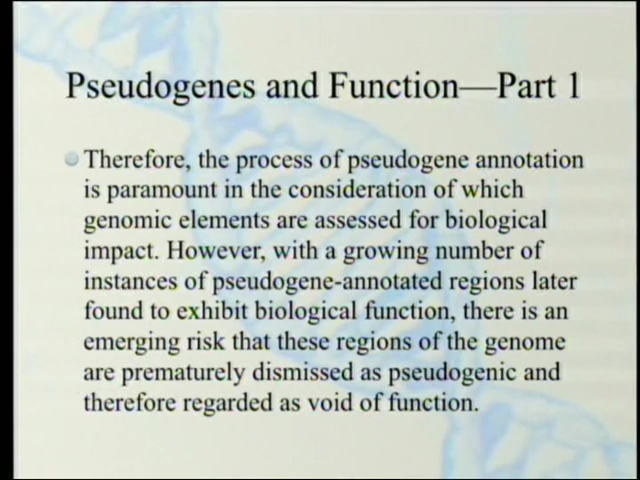 Pseudogenes and Function—Part 1
Therefore, the process of pseudogene annotation
is paramount in the consideration of which
genomic elements are assessed for biological
impact. However, with a growing number of
instances of pseudogene-annotated regions later
found to exhibit biological function, there is an
emerging risk that these regions of the genome
are prematurely dismissed as pseudogenic and
therefore regarded as void of function.